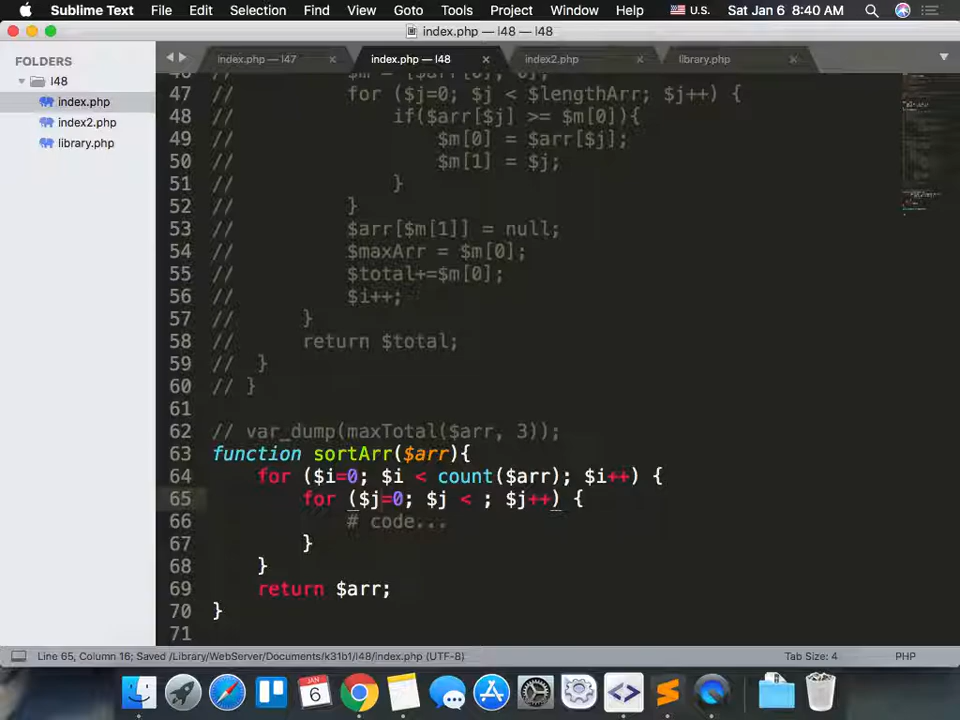 Sublime Text File Edit Selection Find View Goto Tools Project Window Help U.S. Sat Jan 6 8:40 AM
index.php — l48 — l48
FOLDERS
l48
index.php
index2.php
library.php
index.php — l47
index.php — l48
index2.php
library.php
47 // for ($j=0; $j < $lengthArr; $j++) {
48 // if($arr[$j] >= $m[0]){
49 // $m[0] = $arr[$j];
50 // $m[1] = $j;
51 // }
52 // }
53 // $arr[$m[1]] = null;
54 // $maxArr = $m[0];
55 // $total+=$m[0];
56 // $i++;
57 // }
58 // return $total;
59 // }
60 // }
61
62 // var_dump(maxTotal($arr, 3));
63 function sortArr($arr){
64 for ($i=0; $i < count($arr); $i++) {
65 for ($j=0; $j < ; $j++) {
66 # code...
67 }
68 }
69 return $arr;
70 }
71
Line 65, Column 16; Saved /Library/WebServer/Documents/k31b1/l48/index.php (UTF-8) Tab Size: 4 PHP
6